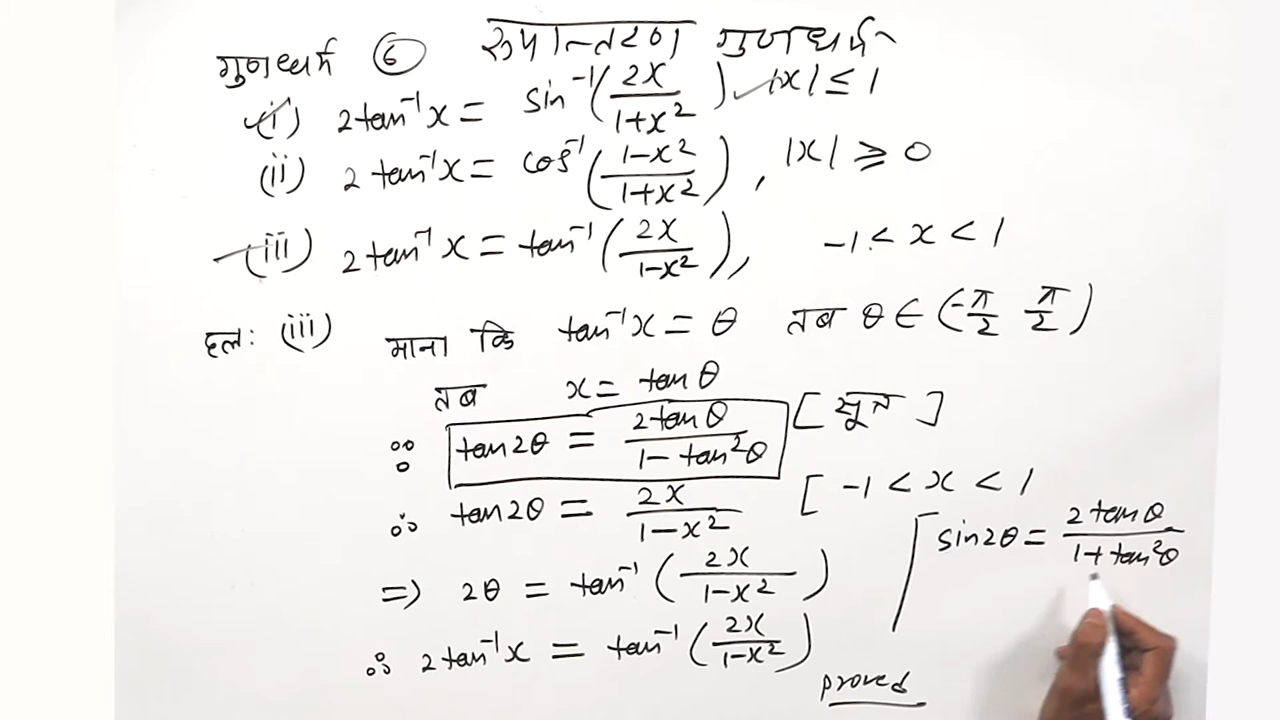 गुणधर्म ⑥ रूपान्तरण गुणधर्म
(i) 2tan⁻¹x = sin⁻¹(2x/1+x²) |x| ≤ 1
(ii) 2tan⁻¹x = cos⁻¹(1-x²/1+x²), |x| ≥ 0
(iii) 2tan⁻¹x = tan⁻¹(2x/1-x²), -1 < x < 1
हलः (iii) माना कि tan⁻¹x = θ तब θ ∈ (-π/2 π/2)
तब x = tanθ
∵ tan2θ = 2tanθ/1-tan²θ [सूत्र]
∴ tan2θ = 2x/1-x² [-1 < x < 1
⇒ 2θ = tan⁻¹(2x/1-x²)
∴ 2tan⁻¹x = tan⁻¹(2x/1-x²)
proved
sin2θ = 2tanθ/1+tan²θ